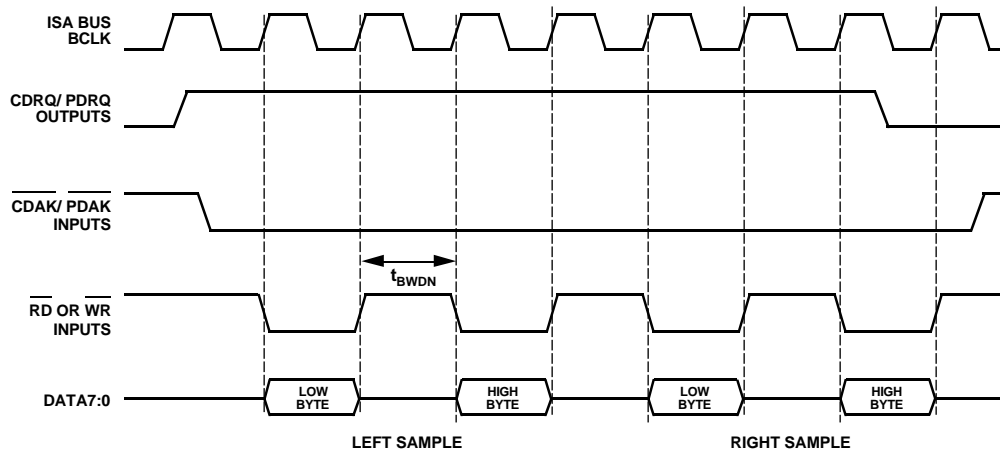 ISA BUS
BCLK
CDRQ/ PDRQ
OUTPUTS
CDAK/ PDAK
INPUTS
tBWDN
RD OR WR
INPUTS
DATA7:0
LOW
BYTE
HIGH
BYTE
LOW
BYTE
HIGH
BYTE
LEFT SAMPLE
RIGHT SAMPLE